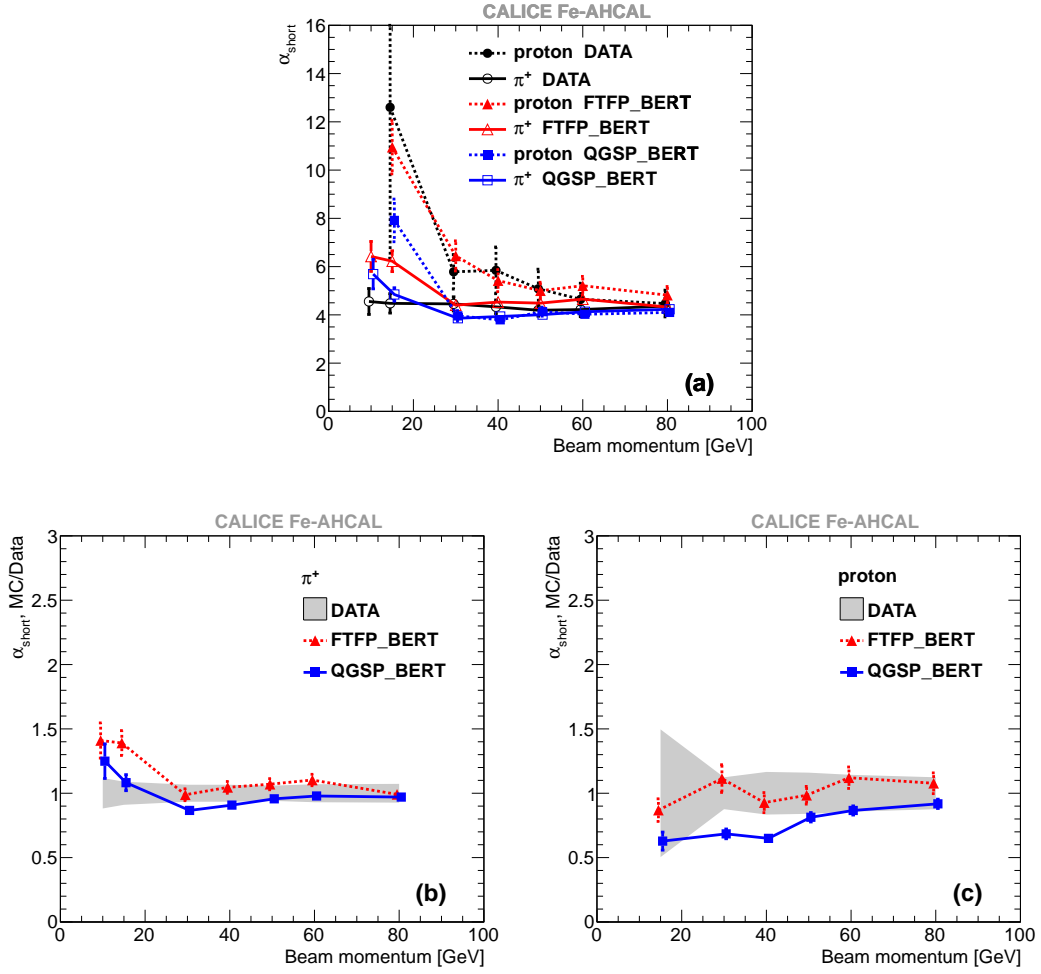 CALICE Fe-AHCAL
α_short
16
14
12
10
8
6
4
2
0
proton DATA
π⁺ DATA
proton FTFP_BERT
π⁺ FTFP_BERT
proton QGSP_BERT
π⁺ QGSP_BERT
(a)
0 20 40 60 80 100
Beam momentum [GeV]
CALICE Fe-AHCAL
α_short, MC/Data
3
2.5
2
1.5
1
0.5
0
π⁺
DATA
FTFP_BERT
QGSP_BERT
(b)
0 20 40 60 80 100
Beam momentum [GeV]
CALICE Fe-AHCAL
α_short, MC/Data
3
2.5
2
1.5
1
0.5
0
proton
DATA
FTFP_BERT
QGSP_BERT
(c)
0 20 40 60 80 100
Beam momentum [GeV]